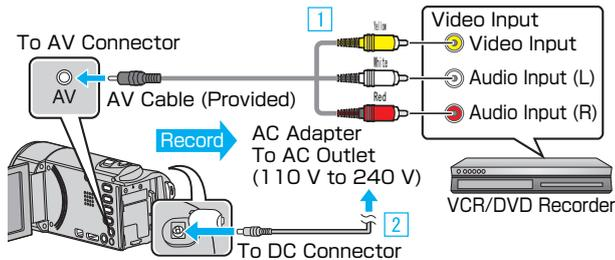 1
Yellow
White
Red
Video Input
Video Input
Audio Input (L)
Audio Input (R)
To AV Connector
AV
AV Cable (Provided)
Record
AC Adapter
To AC Outlet
(110 V to 240 V)
2
To DC Connector
VCR/DVD Recorder